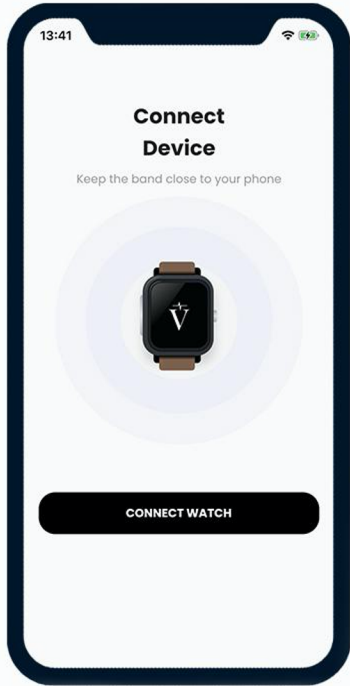 13:41
Connect
Device
Keep the band close to your phone
V
CONNECT WATCH